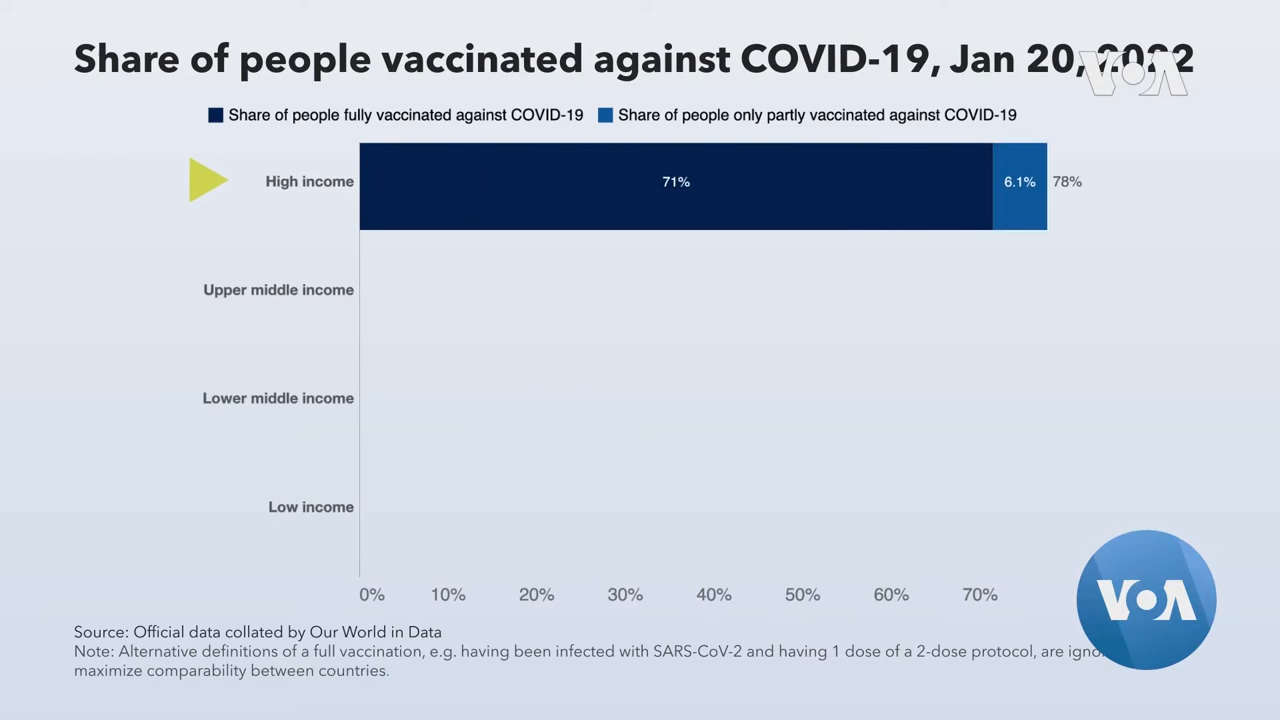 Share of people vaccinated against COVID-19, Jan 20, 2022
VOA
Share of people fully vaccinated against COVID-19 Share of people only partly vaccinated against COVID-19
High income 71% 6.1% 78%
Upper middle income
Lower middle income
Low income
0% 10% 20% 30% 40% 50% 60% 70%
VOA
Source: Official data collated by Our World in Data
Note: Alternative definitions of a full vaccination, e.g. having been infected with SARS-CoV-2 and having 1 dose of a 2-dose protocol, are
maximize comparability between countries.